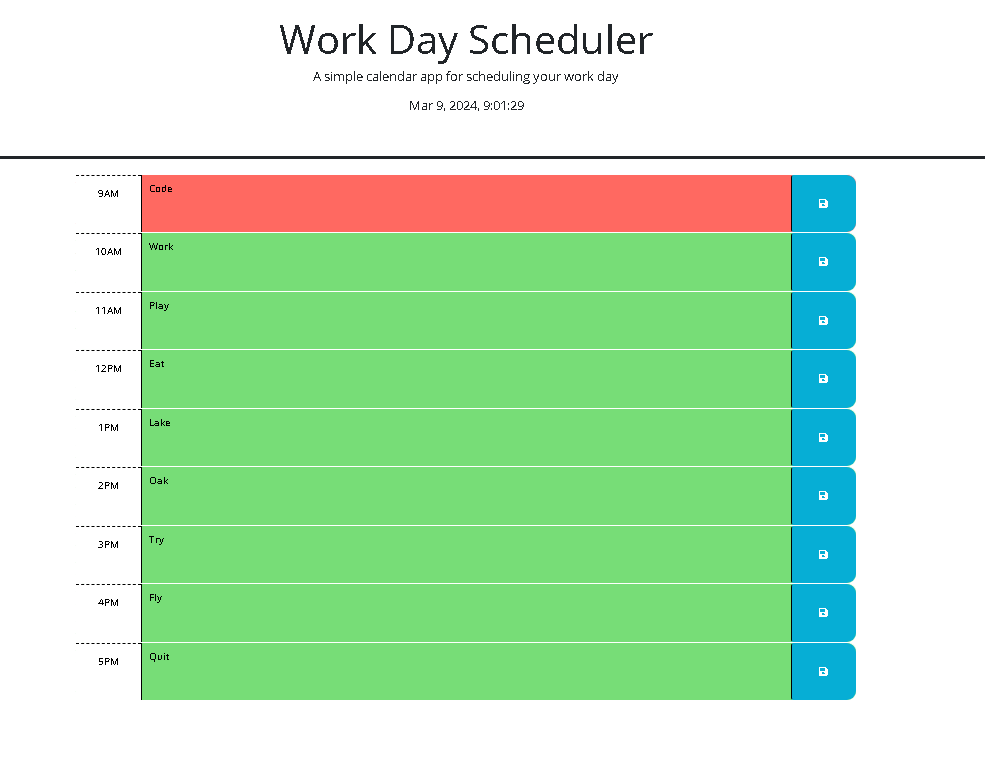 Work Day Scheduler
A simple calendar app for scheduling your work day
Mar 9, 2024, 9:01:29
9AM Code
10AM Work
11AM Play
12PM Eat
1PM Lake
2PM Oak
3PM Try
4PM Fly
5PM Quit